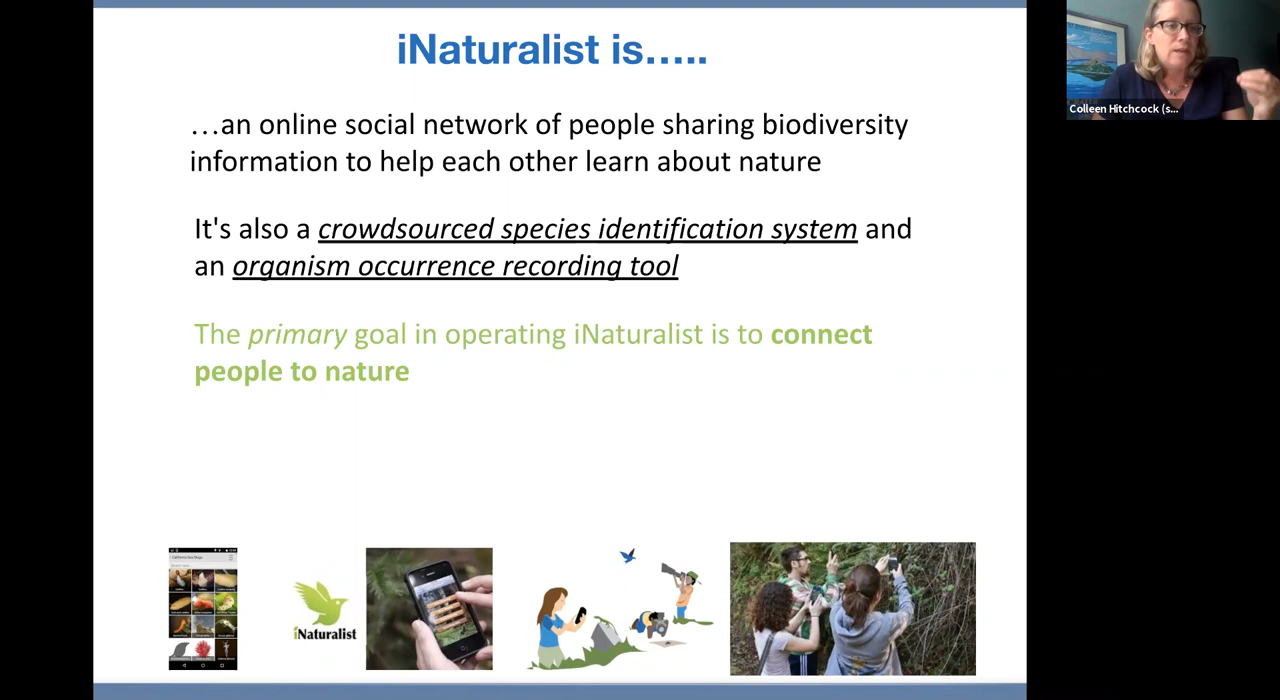 iNaturalist is…..
…an online social network of people sharing biodiversity
information to help each other learn about nature
It's also a crowdsourced species identification system and
an organism occurrence recording tool
The primary goal in operating iNaturalist is to connect
people to nature
iNaturalist
Colleen Hitchcock (s...